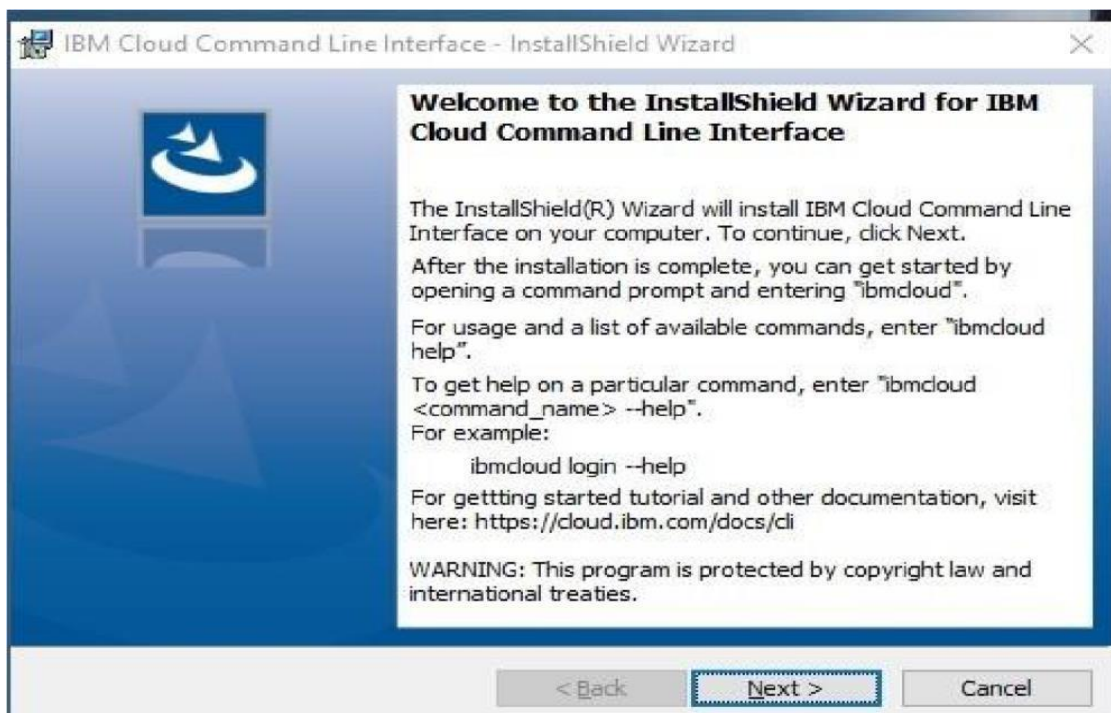 IBM Cloud Command Line Interface - InstallShield Wizard
Welcome to the InstallShield Wizard for IBM
Cloud Command Line Interface
The InstallShield(R) Wizard will install IBM Cloud Command Line
Interface on your computer. To continue, click Next.
After the installation is complete, you can get started by
opening a command prompt and entering "ibmcloud".
For usage and a list of available commands, enter "ibmcloud
help".
To get help on a particular command, enter "ibmcloud
<command_name> --help".
For example:
ibmcloud login --help
For gettting started tutorial and other documentation, visit
here: https://cloud.ibm.com/docs/cli
WARNING: This program is protected by copyright law and
international treaties.
< Back
Next >
Cancel